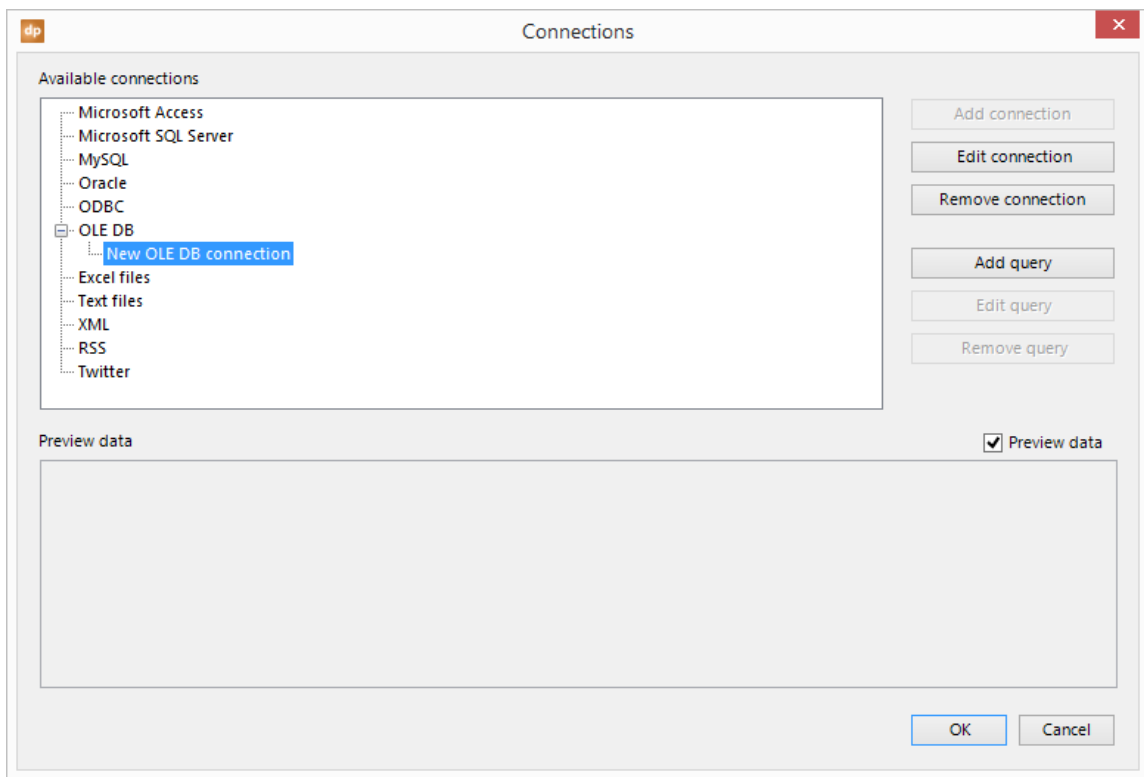 dp
Connections
Available connections
Microsoft Access
Microsoft SQL Server
MySQL
Oracle
ODBC
OLE DB
New OLE DB connection
Excel files
Text files
XML
RSS
Twitter
Add connection
Edit connection
Remove connection
Add query
Edit query
Remove query
Preview data
Preview data
OK
Cancel